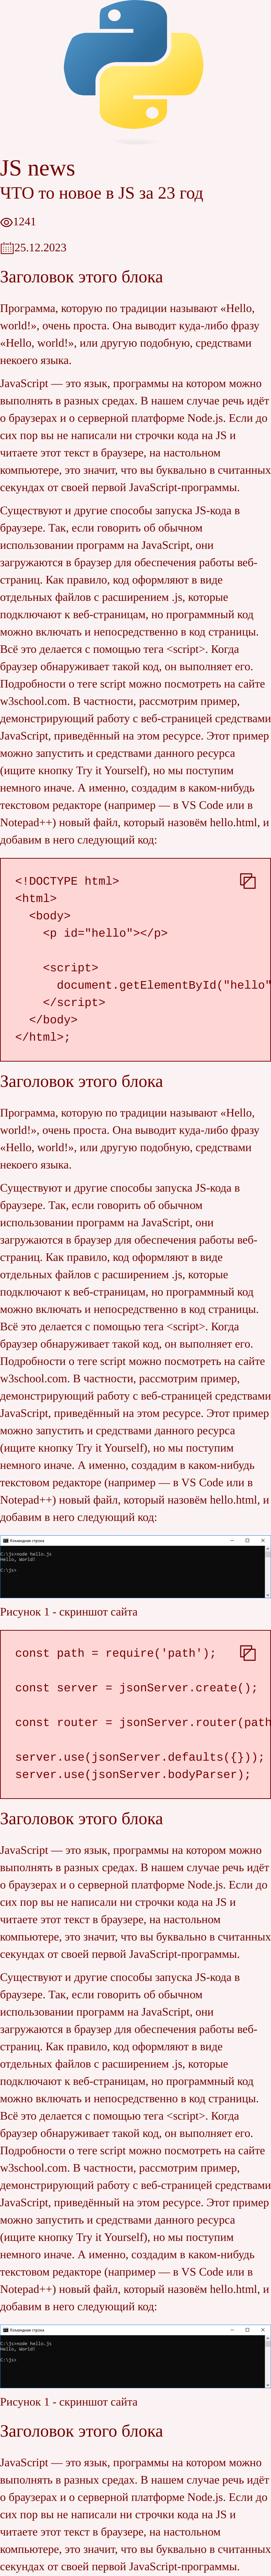 JS news
ЧТО то новое в JS за 23 год
1241
25.12.2023
Заголовок этого блока
Программа, которую по традиции называют «Hello,
world!», очень проста. Она выводит куда-либо фразу
«Hello, world!», или другую подобную, средствами
некоего языка.
JavaScript — это язык, программы на котором можно
выполнять в разных средах. В нашем случае речь идёт
о браузерах и о серверной платформе Node.js. Если до
сих пор вы не написали ни строчки кода на JS и
читаете этот текст в браузере, на настольном
компьютере, это значит, что вы буквально в считанных
секундах от своей первой JavaScript-программы.
Существуют и другие способы запуска JS-кода в
браузере. Так, если говорить об обычном
использовании программ на JavaScript, они
загружаются в браузер для обеспечения работы веб-
страниц. Как правило, код оформляют в виде
отдельных файлов с расширением .js, которые
подключают к веб-страницам, но программный код
можно включать и непосредственно в код страницы.
Всё это делается с помощью тега <script>. Когда
браузер обнаруживает такой код, он выполняет его.
Подробности о теге script можно посмотреть на сайте
w3school.com. В частности, рассмотрим пример,
демонстрирующий работу с веб-страницей средствами
JavaScript, приведённый на этом ресурсе. Этот пример
можно запустить и средствами данного ресурса
(ищите кнопку Try it Yourself), но мы поступим
немного иначе. А именно, создадим в каком-нибудь
текстовом редакторе (например — в VS Code или в
Notepad++) новый файл, который назовём hello.html, и
добавим в него следующий код:
<!DOCTYPE html>
<html>
<body>
<p id="hello"></p>
<script>
document.getElementById("hello"
</script>
</body>
</html>;
Заголовок этого блока
Программа, которую по традиции называют «Hello,
world!», очень проста. Она выводит куда-либо фразу
«Hello, world!», или другую подобную, средствами
некоего языка.
Существуют и другие способы запуска JS-кода в
браузере. Так, если говорить об обычном
использовании программ на JavaScript, они
загружаются в браузер для обеспечения работы веб-
страниц. Как правило, код оформляют в виде
отдельных файлов с расширением .js, которые
подключают к веб-страницам, но программный код
можно включать и непосредственно в код страницы.
Всё это делается с помощью тега <script>. Когда
браузер обнаруживает такой код, он выполняет его.
Подробности о теге script можно посмотреть на сайте
w3school.com. В частности, рассмотрим пример,
демонстрирующий работу с веб-страницей средствами
JavaScript, приведённый на этом ресурсе. Этот пример
можно запустить и средствами данного ресурса
(ищите кнопку Try it Yourself), но мы поступим
немного иначе. А именно, создадим в каком-нибудь
текстовом редакторе (например — в VS Code или в
Notepad++) новый файл, который назовём hello.html, и
добавим в него следующий код:
Командная строка
C:\js>node hello.js
Hello, World!
C:\js>
Рисунок 1 - скриншот сайта
const path = require('path');
const server = jsonServer.create();
const router = jsonServer.router(path
server.use(jsonServer.defaults({}));
server.use(jsonServer.bodyParser);
Заголовок этого блока
JavaScript — это язык, программы на котором можно
выполнять в разных средах. В нашем случае речь идёт
о браузерах и о серверной платформе Node.js. Если до
сих пор вы не написали ни строчки кода на JS и
читаете этот текст в браузере, на настольном
компьютере, это значит, что вы буквально в считанных
секундах от своей первой JavaScript-программы.
Существуют и другие способы запуска JS-кода в
браузере. Так, если говорить об обычном
использовании программ на JavaScript, они
загружаются в браузер для обеспечения работы веб-
страниц. Как правило, код оформляют в виде
отдельных файлов с расширением .js, которые
подключают к веб-страницам, но программный код
можно включать и непосредственно в код страницы.
Всё это делается с помощью тега <script>. Когда
браузер обнаруживает такой код, он выполняет его.
Подробности о теге script можно посмотреть на сайте
w3school.com. В частности, рассмотрим пример,
демонстрирующий работу с веб-страницей средствами
JavaScript, приведённый на этом ресурсе. Этот пример
можно запустить и средствами данного ресурса
(ищите кнопку Try it Yourself), но мы поступим
немного иначе. А именно, создадим в каком-нибудь
текстовом редакторе (например — в VS Code или в
Notepad++) новый файл, который назовём hello.html, и
добавим в него следующий код:
Командная строка
C:\js>node hello.js
Hello, World!
C:\js>
Рисунок 1 - скриншот сайта
Заголовок этого блока
JavaScript — это язык, программы на котором можно
выполнять в разных средах. В нашем случае речь идёт
о браузерах и о серверной платформе Node.js. Если до
сих пор вы не написали ни строчки кода на JS и
читаете этот текст в браузере, на настольном
компьютере, это значит, что вы буквально в считанных
секундах от своей первой JavaScript-программы.